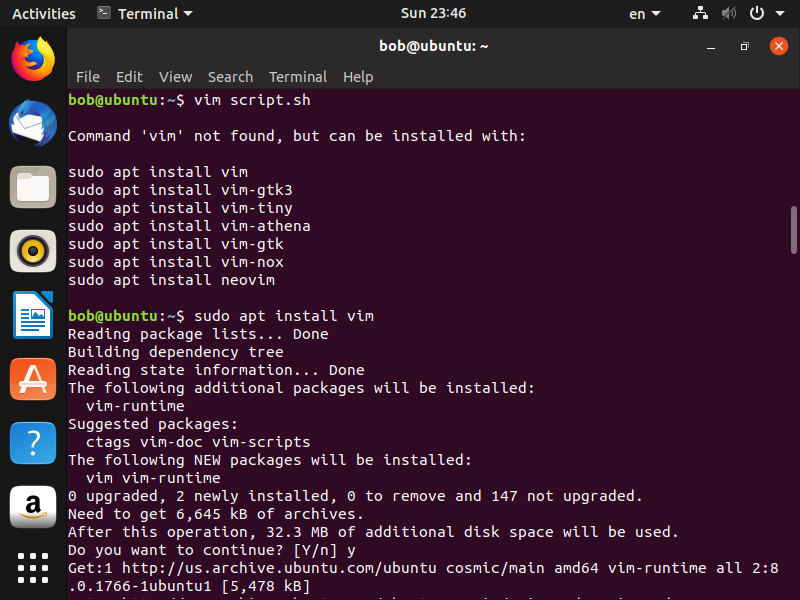 Activities Terminal Sun 23:46 en
bob@ubuntu: ~
File Edit View Search Terminal Help
bob@ubuntu:~$ vim script.sh
Command 'vim' not found, but can be installed with:
sudo apt install vim
sudo apt install vim-gtk3
sudo apt install vim-tiny
sudo apt install vim-athena
sudo apt install vim-gtk
sudo apt install vim-nox
sudo apt install neovim
bob@ubuntu:~$ sudo apt install vim
Reading package lists... Done
Building dependency tree
Reading state information... Done
The following additional packages will be installed:
vim-runtime
Suggested packages:
ctags vim-doc vim-scripts
The following NEW packages will be installed:
vim vim-runtime
0 upgraded, 2 newly installed, 0 to remove and 147 not upgraded.
Need to get 6,645 kB of archives.
After this operation, 32.3 MB of additional disk space will be used.
Do you want to continue? [Y/n] y
Get:1 http://us.archive.ubuntu.com/ubuntu cosmic/main amd64 vim-runtime all 2:8
.0.1766-1ubuntu1 [5,478 kB]